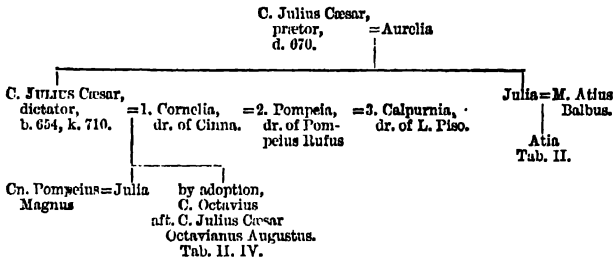 C. Julius Cæsar,
prætor,
d. 670.
=Aurelia
C. JULIUS Cæsar,
dictator,
b. 654, k. 710.
=1. Cornelia,
dr. of Cinna.
=2. Pompeia,
dr. of Pom-
peius Rufus
=3. Calpurnia,
dr. of L. Piso.
Julia=M. Atius
Balbus.
Atia
Tab. II.
Cn. Pompeius=Julia
Magnus
by adoption,
C. Octavius
aft. C. Julius Cæsar
Octavianus Augustus.
Tab. II. IV.